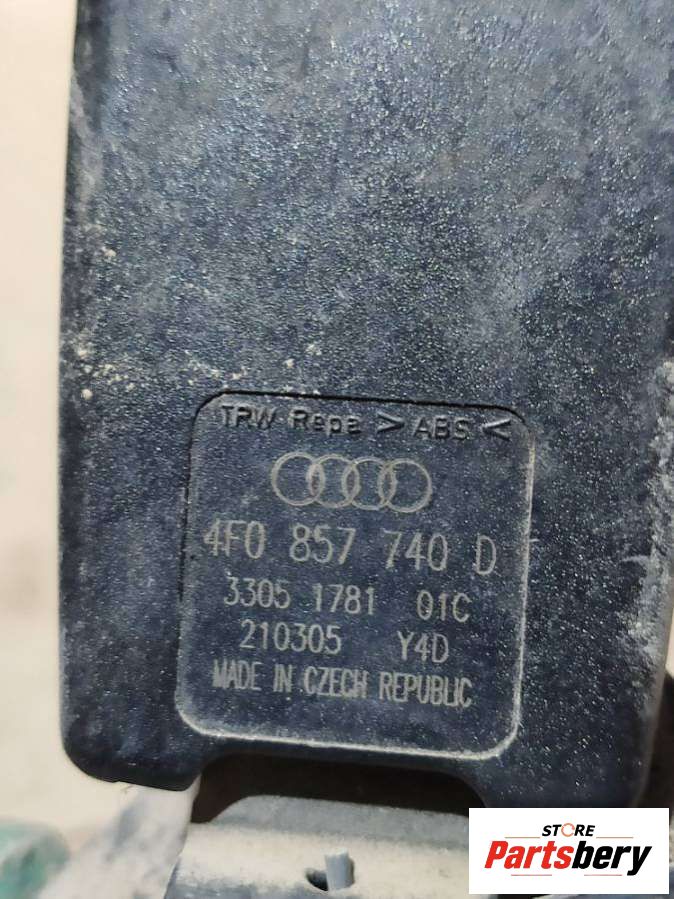 TRW Repa > ABS <
4F0 857 740 D
3305 1781 01C
210305 Y4D
MADE IN CZECH REPUBLIC
STORE
Partsbery